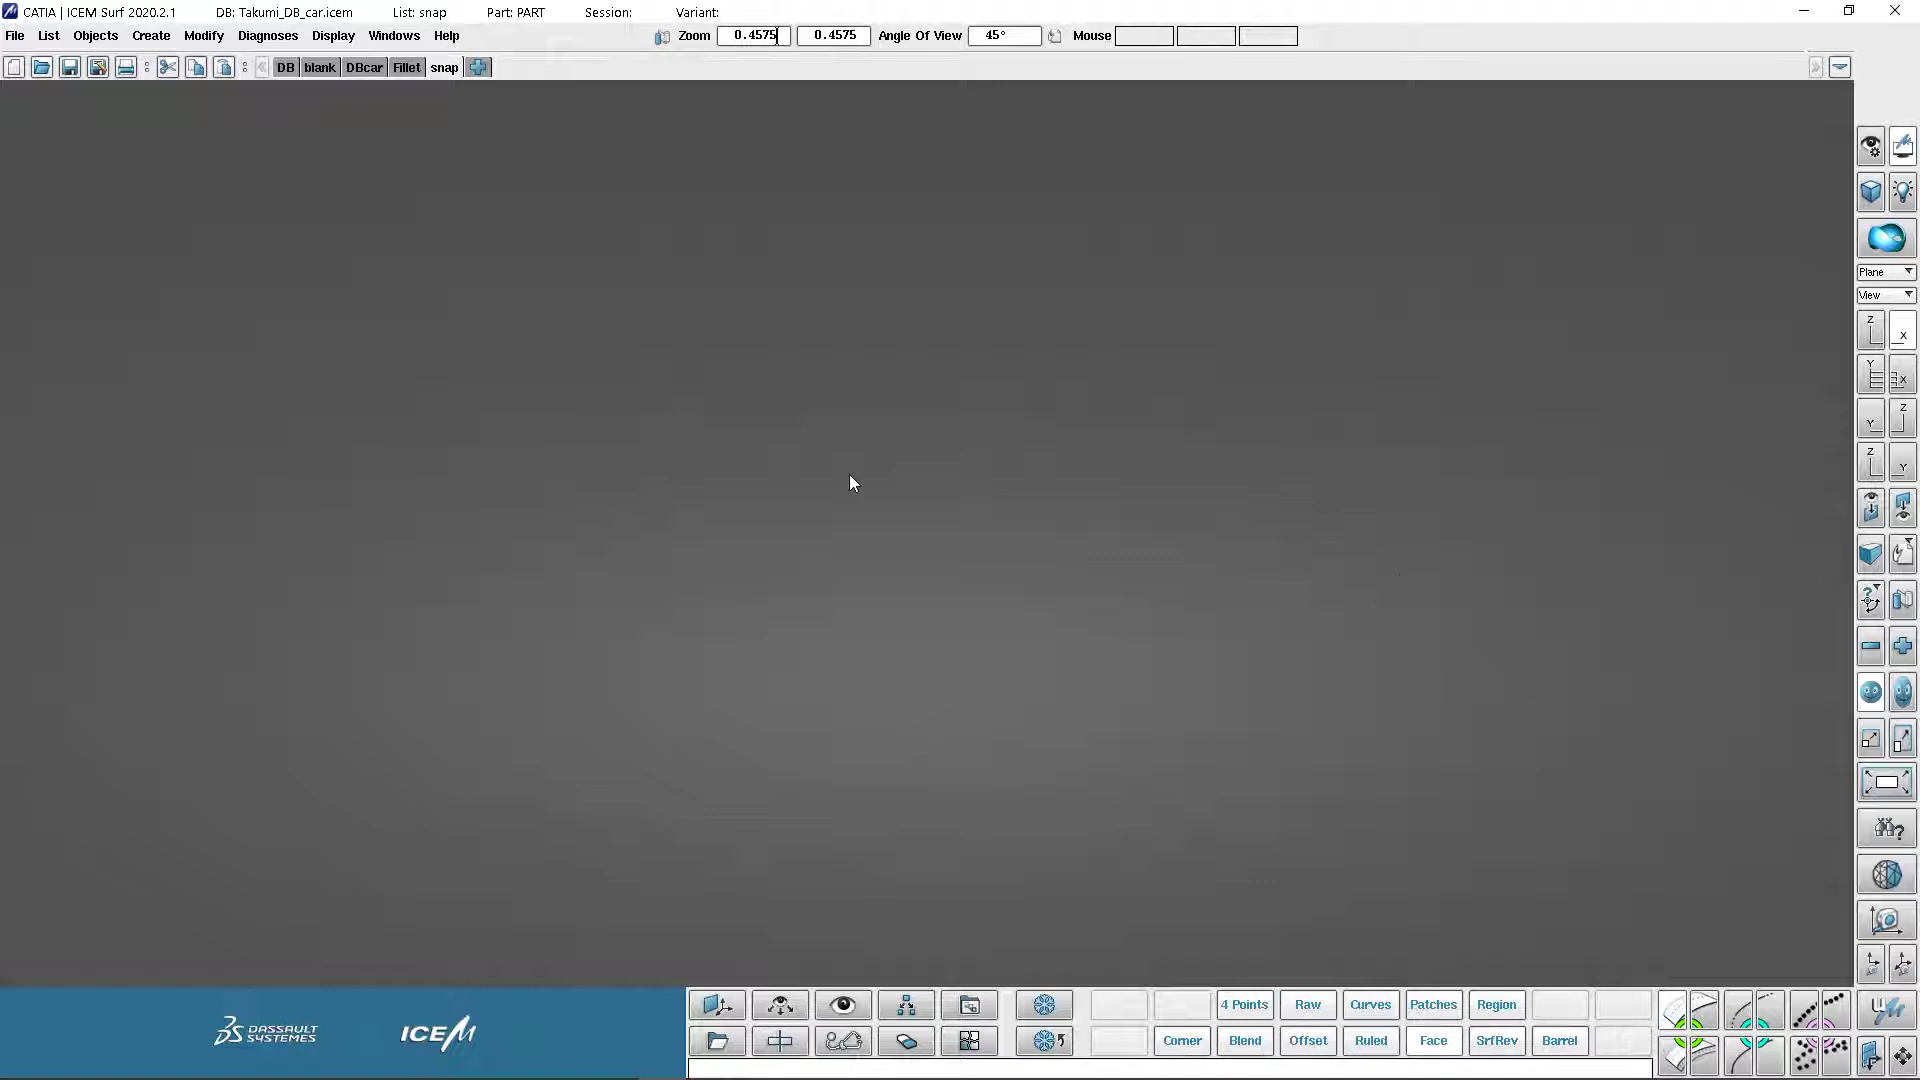 CATIA | ICEM Surf 2020.2.1 DB: Takumi_DB_car.icem List: snap Part: PART Session: Variant:
File List Objects Create Modify Diagnoses Display Windows Help Zoom 0.4575 0.4575 Angle Of View 45° Mouse
DB blank DBcar Fillet snap
Plane
View
Z X
Y X
Y Z
Z Y
4 Points Raw Curves Patches Region
DASSAULT SYSTEMES ICEM
Corner Blend Offset Ruled Face SrfRev Barrel